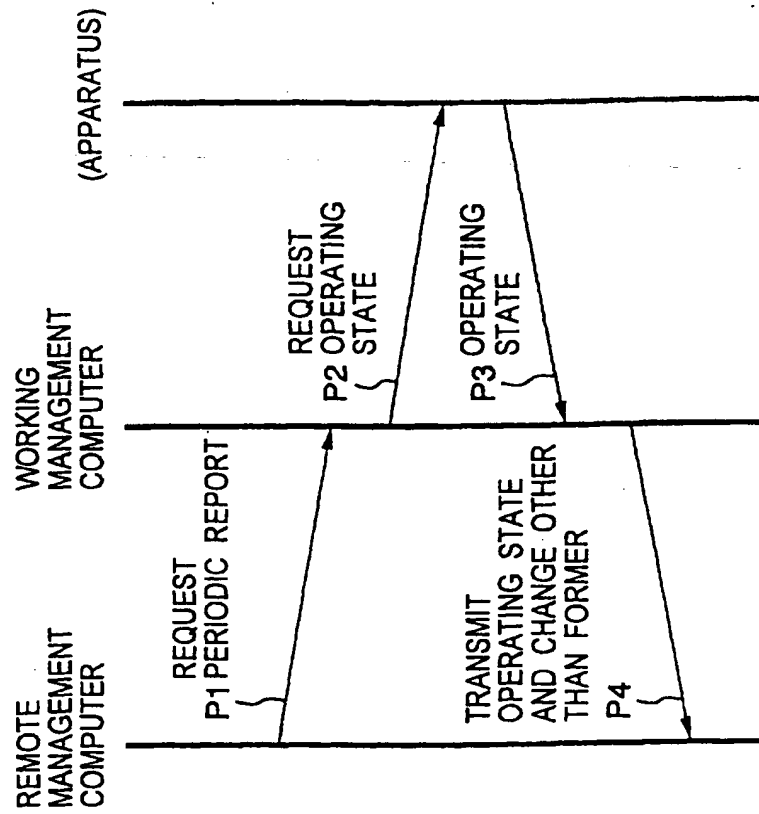 REMOTE
MANAGEMENT
COMPUTER
WORKING
MANAGEMENT
COMPUTER
(APPARATUS)
REQUEST
P1 PERIODIC REPORT
REQUEST
P2 OPERATING
STATE
P3 OPERATING
STATE
TRANSMIT
OPERATING STATE
AND CHANGE OTHER
THAN FORMER
P4